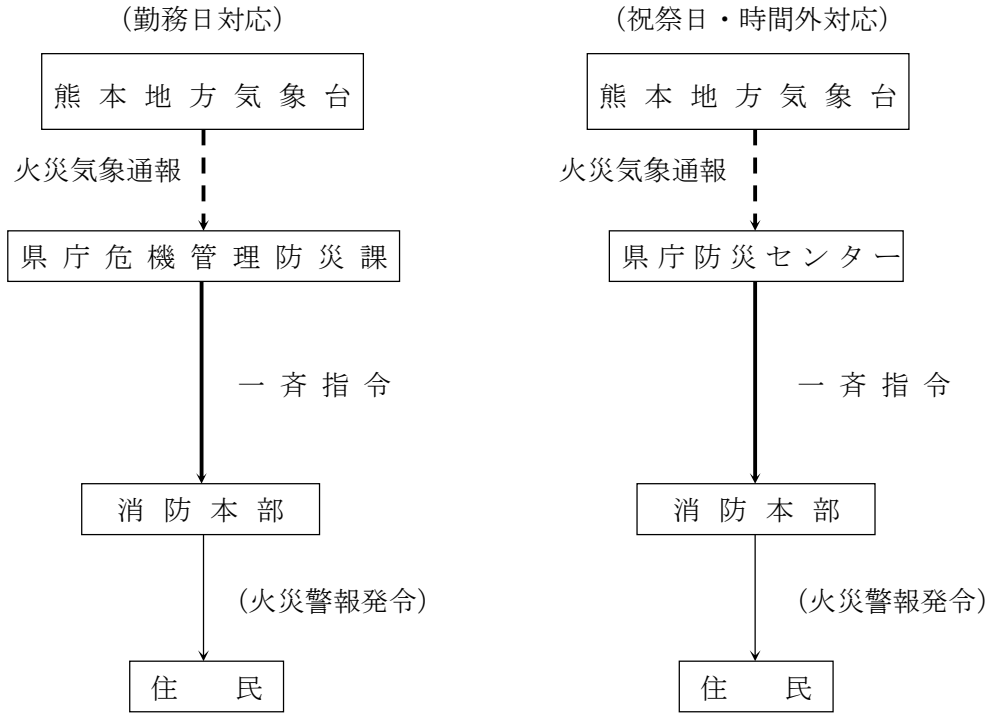 （勤務日対応）
熊本地方気象台
火災気象通報
県庁危機管理防災課
一斉指令
消防本部
（火災警報発令）
住　民
（祝祭日・時間外対応）
熊本地方気象台
火災気象通報
県庁防災センター
一斉指令
消防本部
（火災警報発令）
住　民